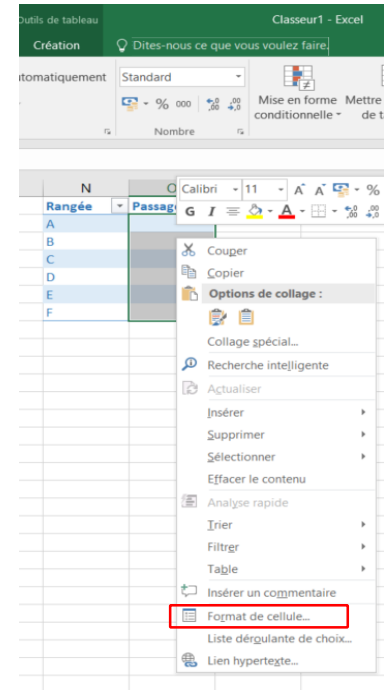 Outils de tableau
Classeur1 - Excel
Création
Dites-nous ce que vous voulez faire.
Standard
% 000
Mise en forme
conditionnelle
Mettre
Nombre
N O
Rangée
Calibri 11 A A %
G I A
A
B
C
D
E
F
Couper
Copier
Options de collage :
Collage spécial...
Recherche intelligente
Actualiser
Insérer
Supprimer
Sélectionner
Effacer le contenu
Analyse rapide
Trier
Filtrer
Table
Insérer un commentaire
Format de cellule...
Liste déroulante de choix...
Lien hypertexte...